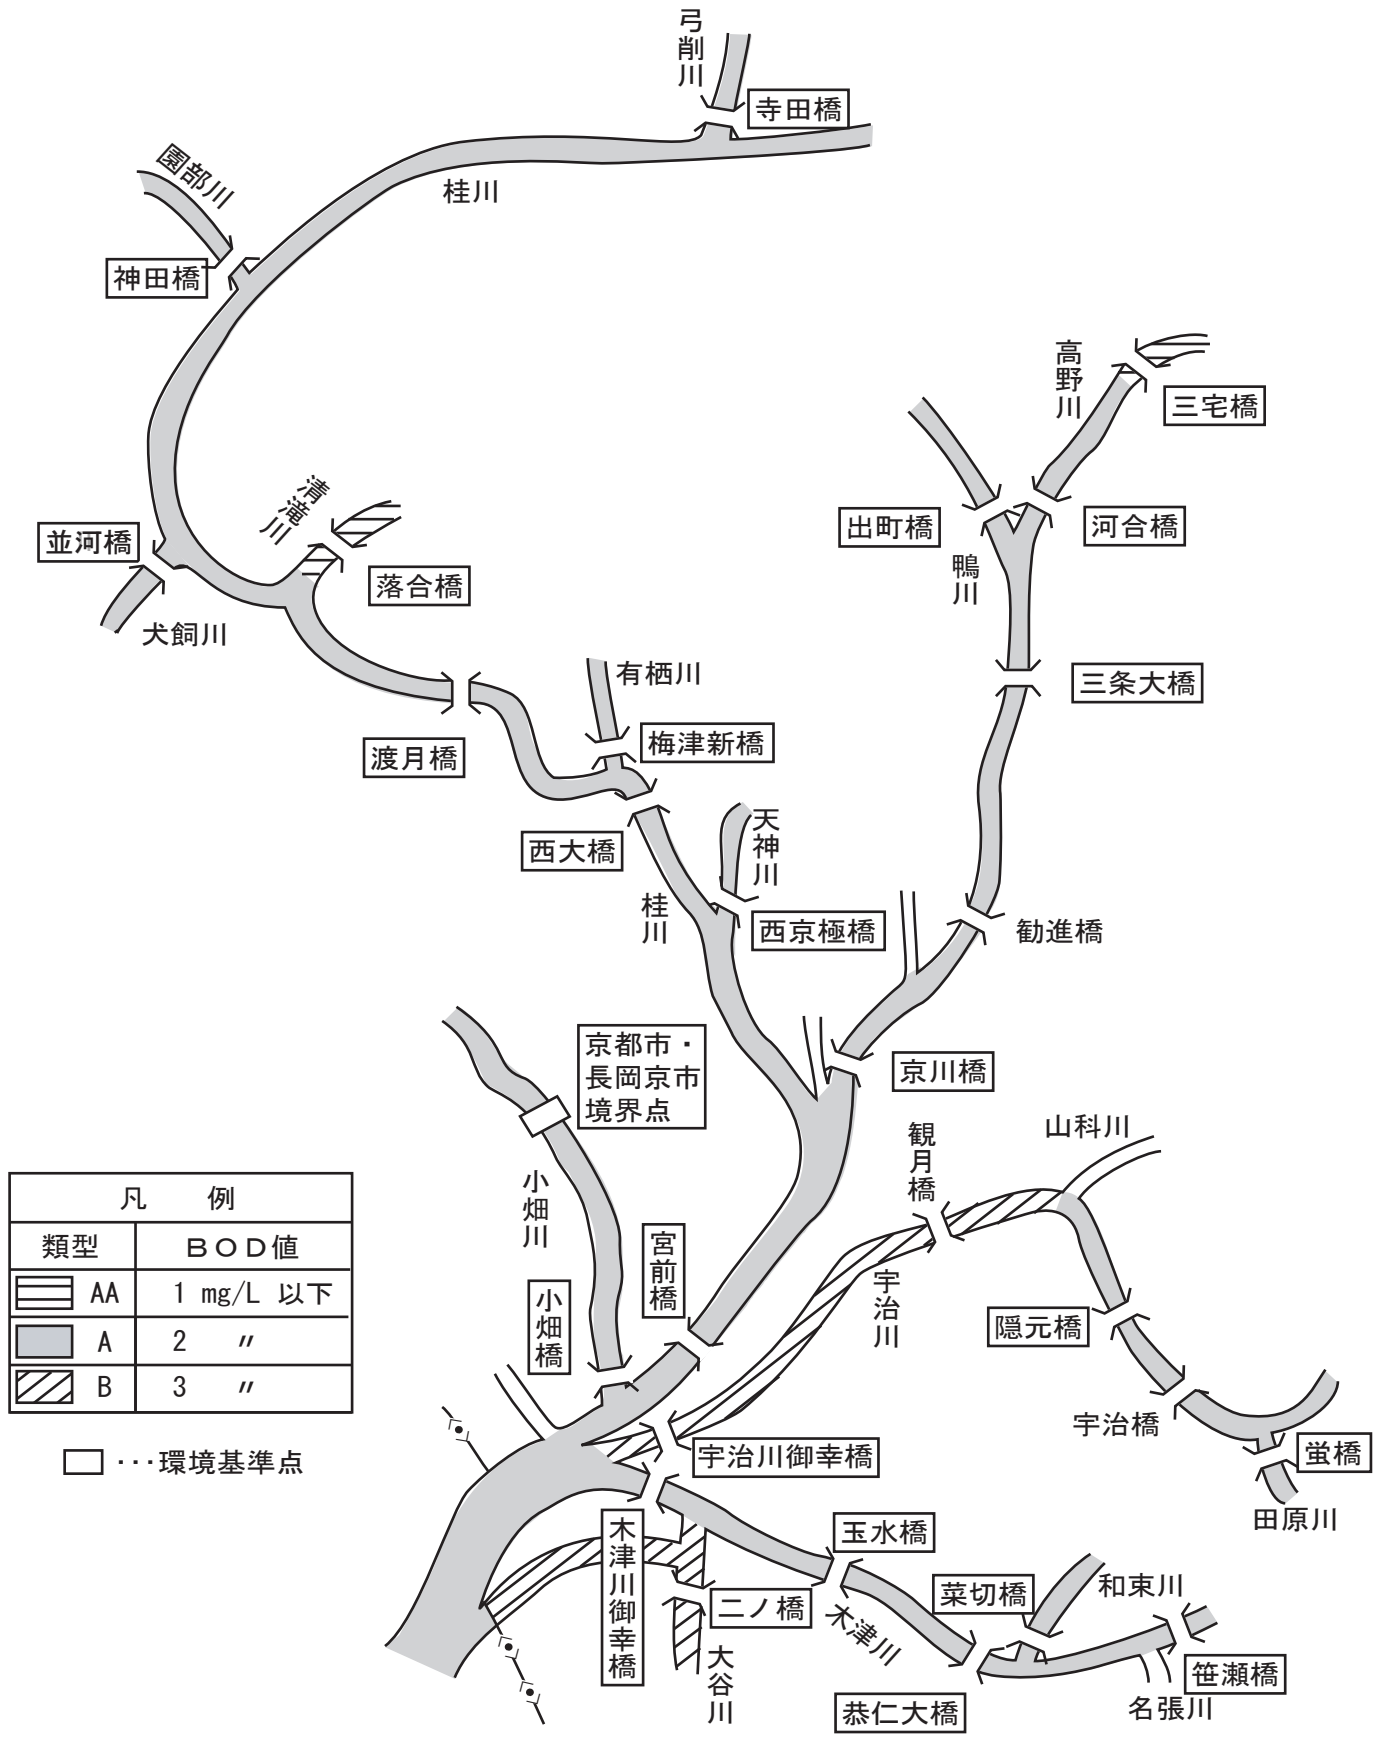 弓削川
寺田橋
園部川
桂川
神田橋
高野川
三宅橋
清滝川
並河橋
落合橋
犬飼川
出町橋
河合橋
鴨川
有栖川
三条大橋
渡月橋
梅津新橋
西大橋
天神川
桂川
西京極橋
勧進橋
京都市・
長岡京市
境界点
京川橋
観月橋
山科川
小畑川
宮前橋
小畑橋
宇治川
隠元橋
凡 例
類型 BOD値
AA 1 mg/L 以下
A 2 〃
B 3 〃
□ ···環境基準点
宇治橋
宇治川御幸橋
蛍橋
田原川
木津川御幸橋
玉水橋
二ノ橋
菜切橋
和束川
木津川
大谷川
恭仁大橋
笹瀬橋
名張川